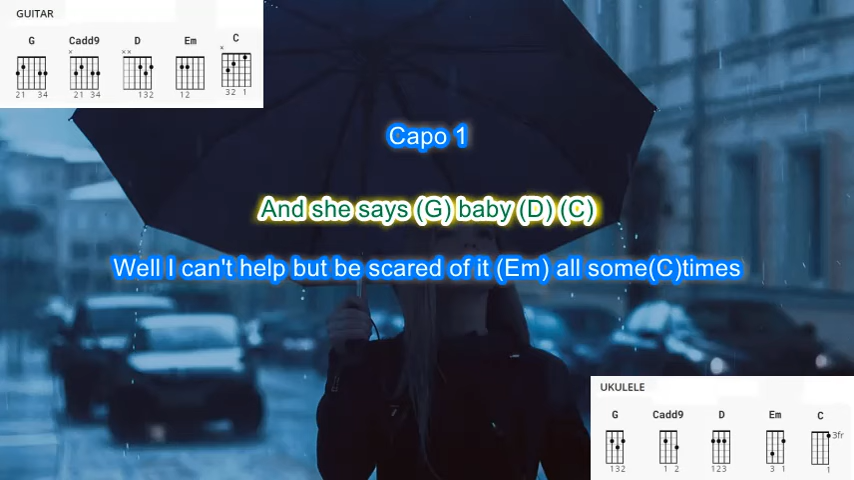 GUITAR
G Cadd9 D Em C
x xx x
21 34 21 34 132 12 32 1
Capo 1
And she says (G) baby (D) (C)
Well I can't help but be scared of it (Em) all some(C)times
UKULELE
G Cadd9 D Em C
3fr
132 1 2 123 3 1 1